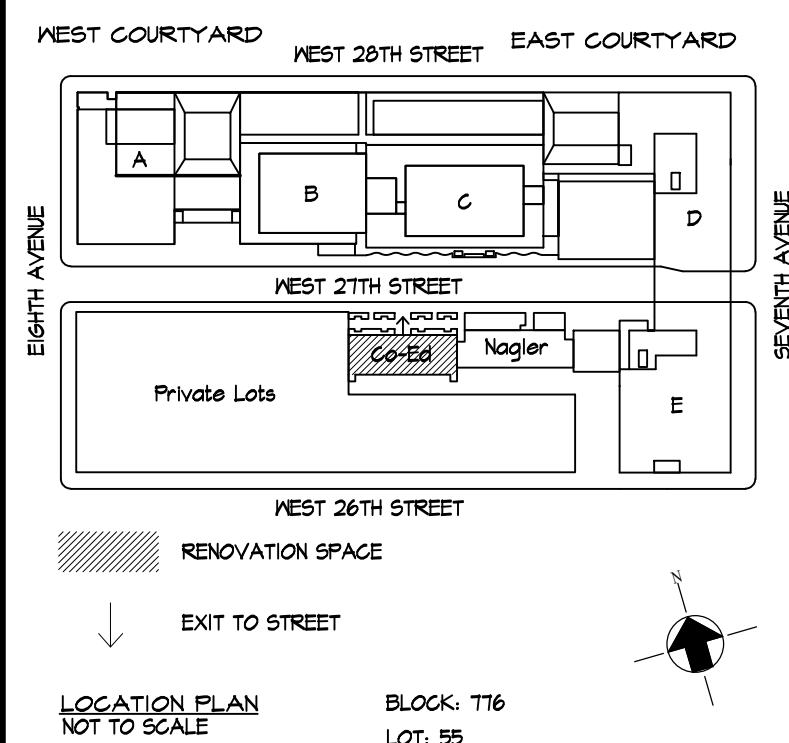 WEST COURTYARD
WEST 28TH STREET
EAST COURTYARD
A
B
C
D
EIGHTH AVENUE
SEVENTH AVENUE
WEST 27TH STREET
Co-Ed
Nagler
Private Lots
E
WEST 26TH STREET
RENOVATION SPACE
N
EXIT TO STREET
LOCATION PLAN
NOT TO SCALE
BLOCK: 776
LOT: 55